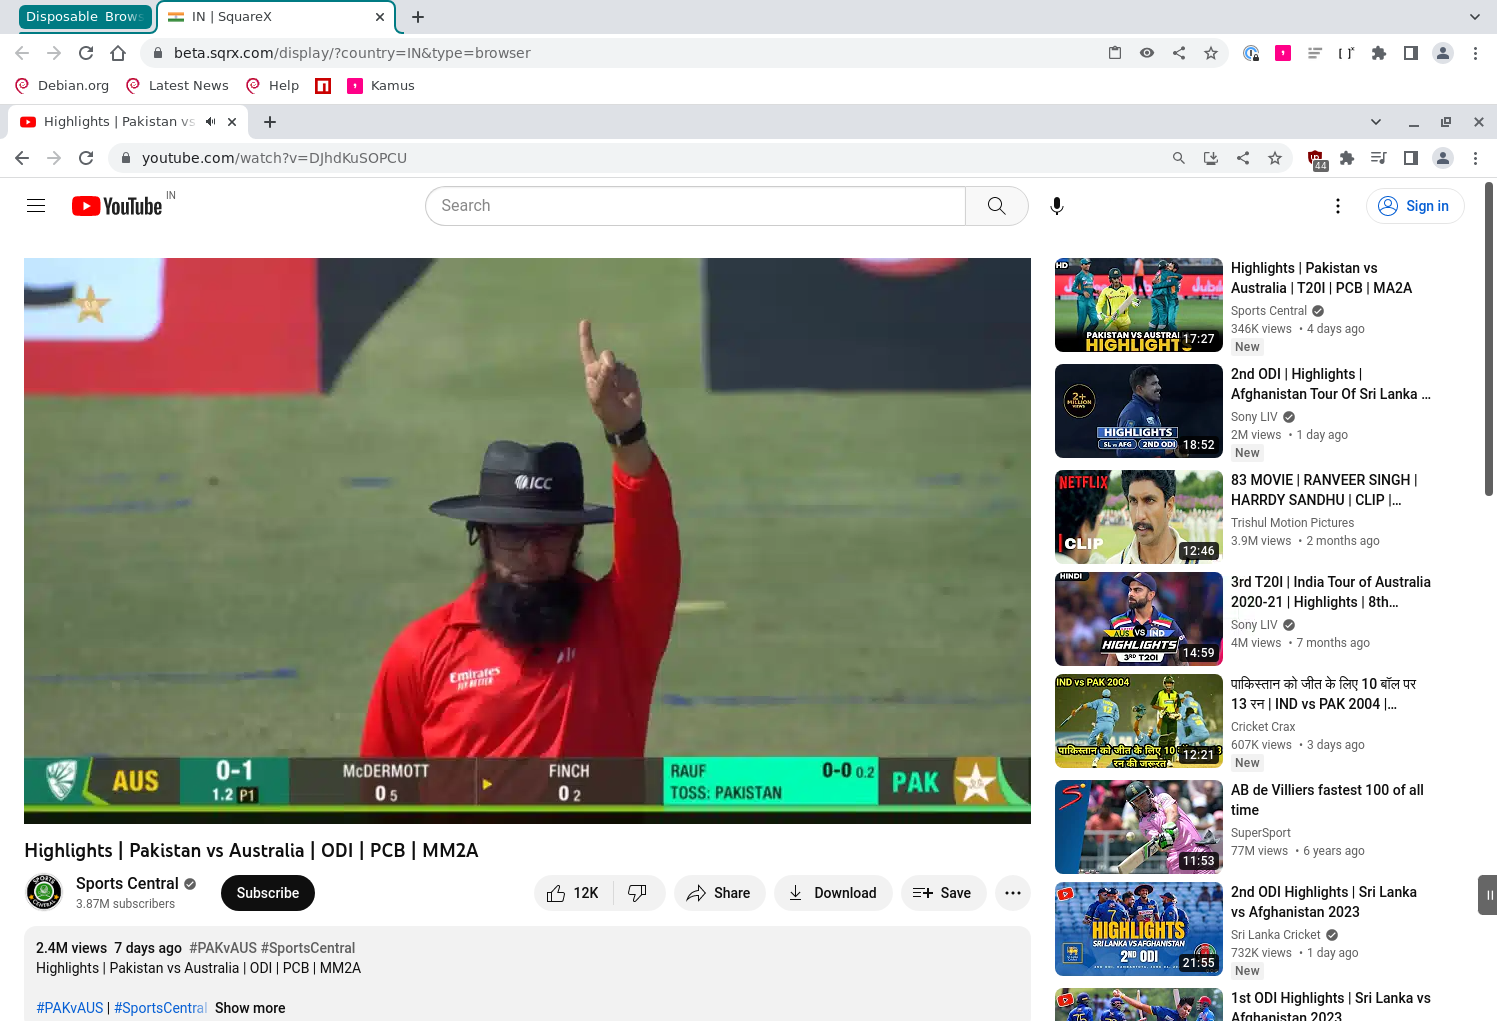 Disposable Brows
IN | SquareX
beta.sqrx.com/display/?country=IN&type=browser
Debian.org
Latest News
Help
Kamus
Highlights | Pakistan vs
youtube.com/watch?v=DJhdKuSOPCU
44
YouTube
IN
Search
Sign in
ICC
Emirates
FLY BETTER
AUS
0-1
1.2 P1
McDERMOTT
0 5
FINCH
0 2
RAUF
0-0 0.2
TOSS: PAKISTAN
PAK
Highlights | Pakistan vs Australia | ODI | PCB | MM2A
Sports Central
3.87M subscribers
Subscribe
12K
Share
Download
Save
2.4M views 7 days ago #PAKvAUS #SportsCentral
Highlights | Pakistan vs Australia | ODI | PCB | MM2A
#PAKvAUS | #SportsCentral Show more
HD
PAKISTAN VS AUSTRAL
HIGHLIGHTS
17:27
Highlights | Pakistan vs
Australia | T20I | PCB | MA2A
Sports Central
346K views • 4 days ago
New
2+
MILLION
VIEWS
HIGHLIGHTS
SL vs AFG
2ND ODI
18:52
2nd ODI | Highlights |
Afghanistan Tour Of Sri Lanka ...
Sony LIV
2M views • 1 day ago
New
NETFLIX
CLIP
12:46
83 MOVIE | RANVEER SINGH |
HARRDY SANDHU | CLIP |...
Trishul Motion Pictures
3.9M views • 2 months ago
HINDI
AUS VS IND
HIGHLIGHTS
3RD T20I
14:59
3rd T20I | India Tour of Australia
2020-21 | Highlights | 8th...
Sony LIV
4M views • 7 months ago
IND vs PAK 2004
पाकिस्तान को जीत के लिए 10
रन की जरूरत
12:21
पाकिस्तान को जीत के लिए 10 बॉल पर
13 रन | IND vs PAK 2004 |...
Cricket Crax
607K views • 3 days ago
New
11:53
AB de Villiers fastest 100 of all
time
SuperSport
77M views • 6 years ago
HIGHLIGHTS
SRI LANKA VS AFGHANISTAN
2ND ODI
21:55
2nd ODI Highlights | Sri Lanka
vs Afghanistan 2023
Sri Lanka Cricket
732K views • 1 day ago
New
1st ODI Highlights | Sri Lanka vs
Afghanistan 2023